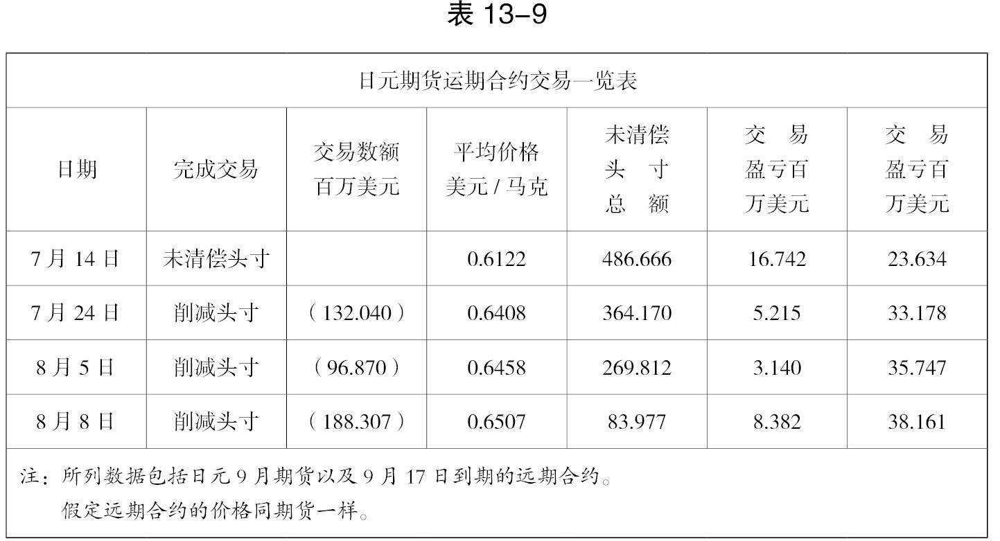 表 13–9
日元期货运期合约交易一览表
日期 完成交易 交易数额 百万美元 平均价格 美元/马克 未清偿 头寸 总额 交易 盈亏百 万美元 交易 盈亏百 万美元
7月14日 未清偿头寸 0.6122 486.666 16.742 23.634
7月24日 削减头寸 (132.040) 0.6408 364.170 5.215 33.178
8月5日 削减头寸 (96.870) 0.6458 269.812 3.140 35.747
8月8日 削减头寸 (188.307) 0.6507 83.977 8.382 38.161
注:所列数据包括日元9月期货以及9月17日到期的远期合约。
假定远期合约的价格同期货一样。